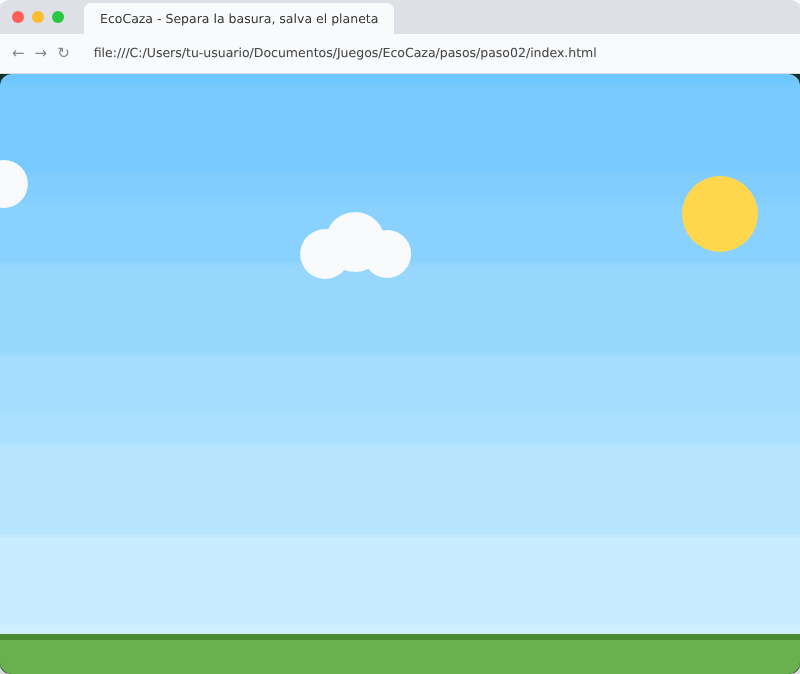 EcoCaza - Separa la basura, salva el planeta
← → ↻ file:///C:/Users/tu-usuario/Documentos/Juegos/EcoCaza/pasos/paso02/index.html